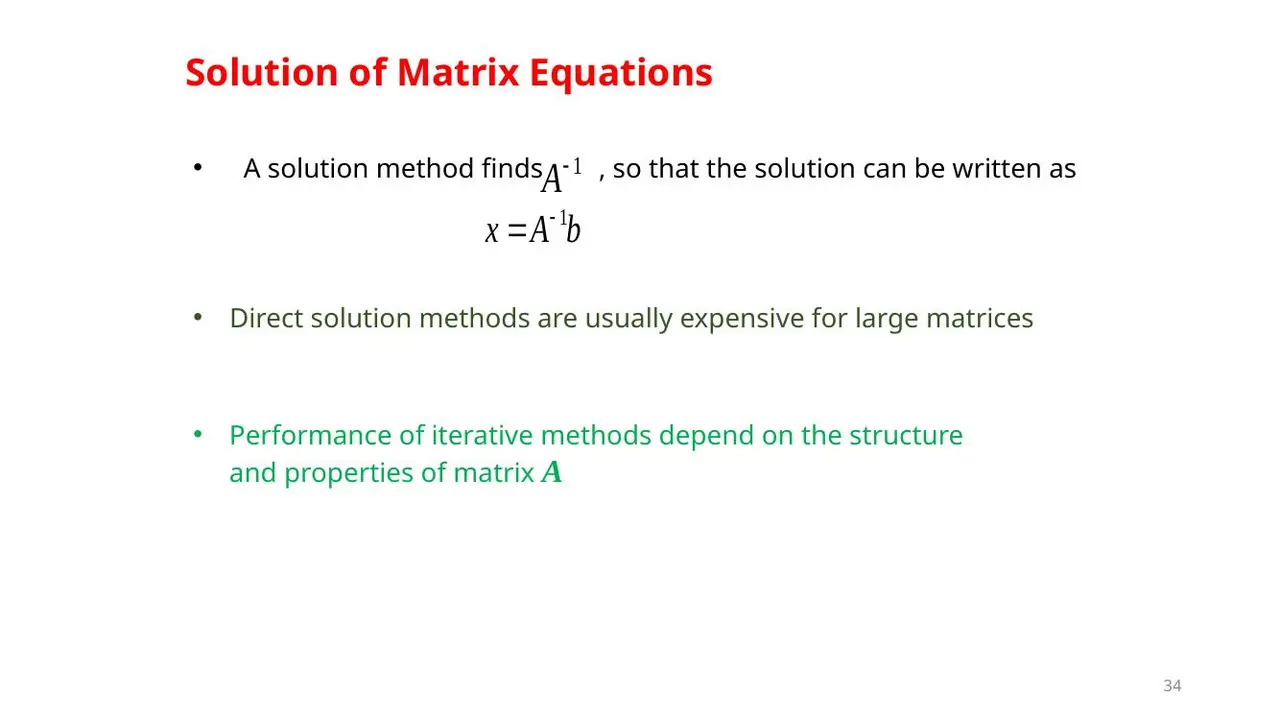 Solution of Matrix Equations
• A solution method finds A⁻¹ , so that the solution can be written as
x = A⁻¹b
• Direct solution methods are usually expensive for large matrices
• Performance of iterative methods depend on the structure
and properties of matrix A
34